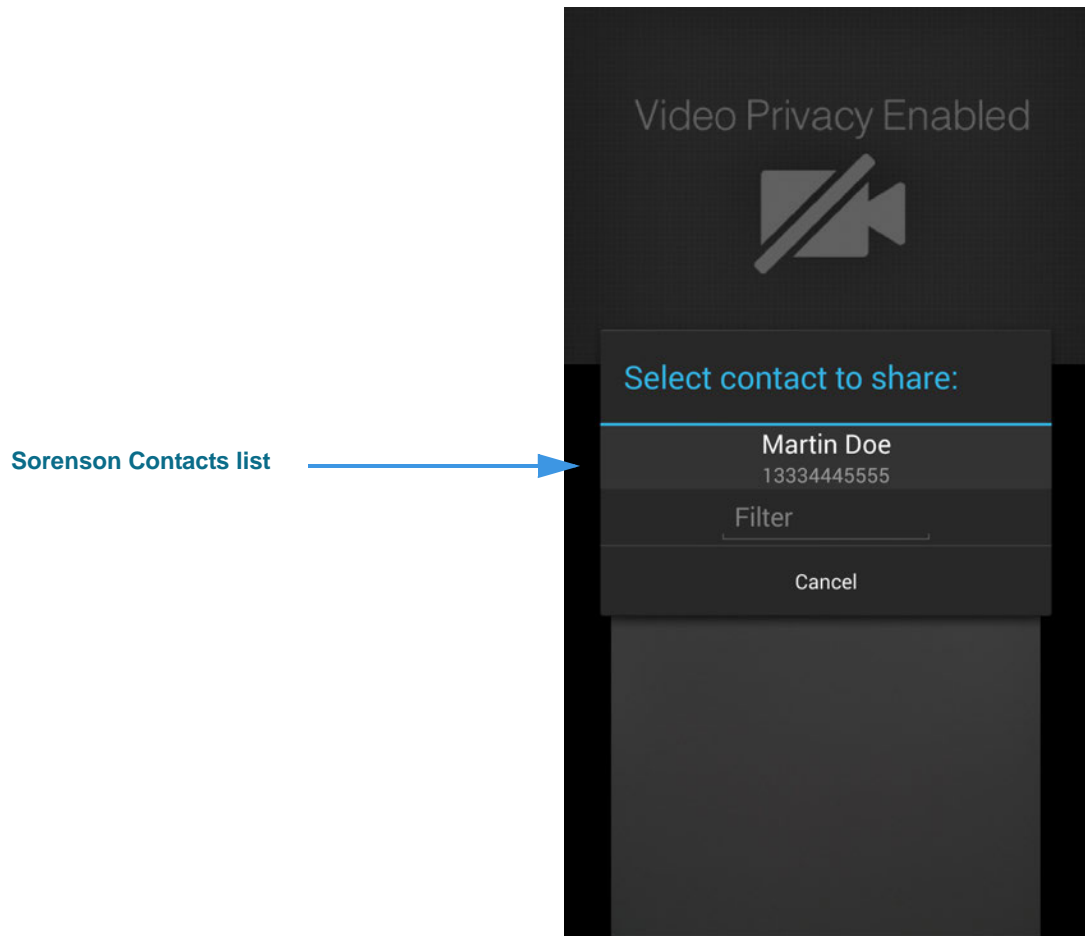 Video Privacy Enabled
Select contact to share:
Sorenson Contacts list
Martin Doe
13334445555
Filter
Cancel